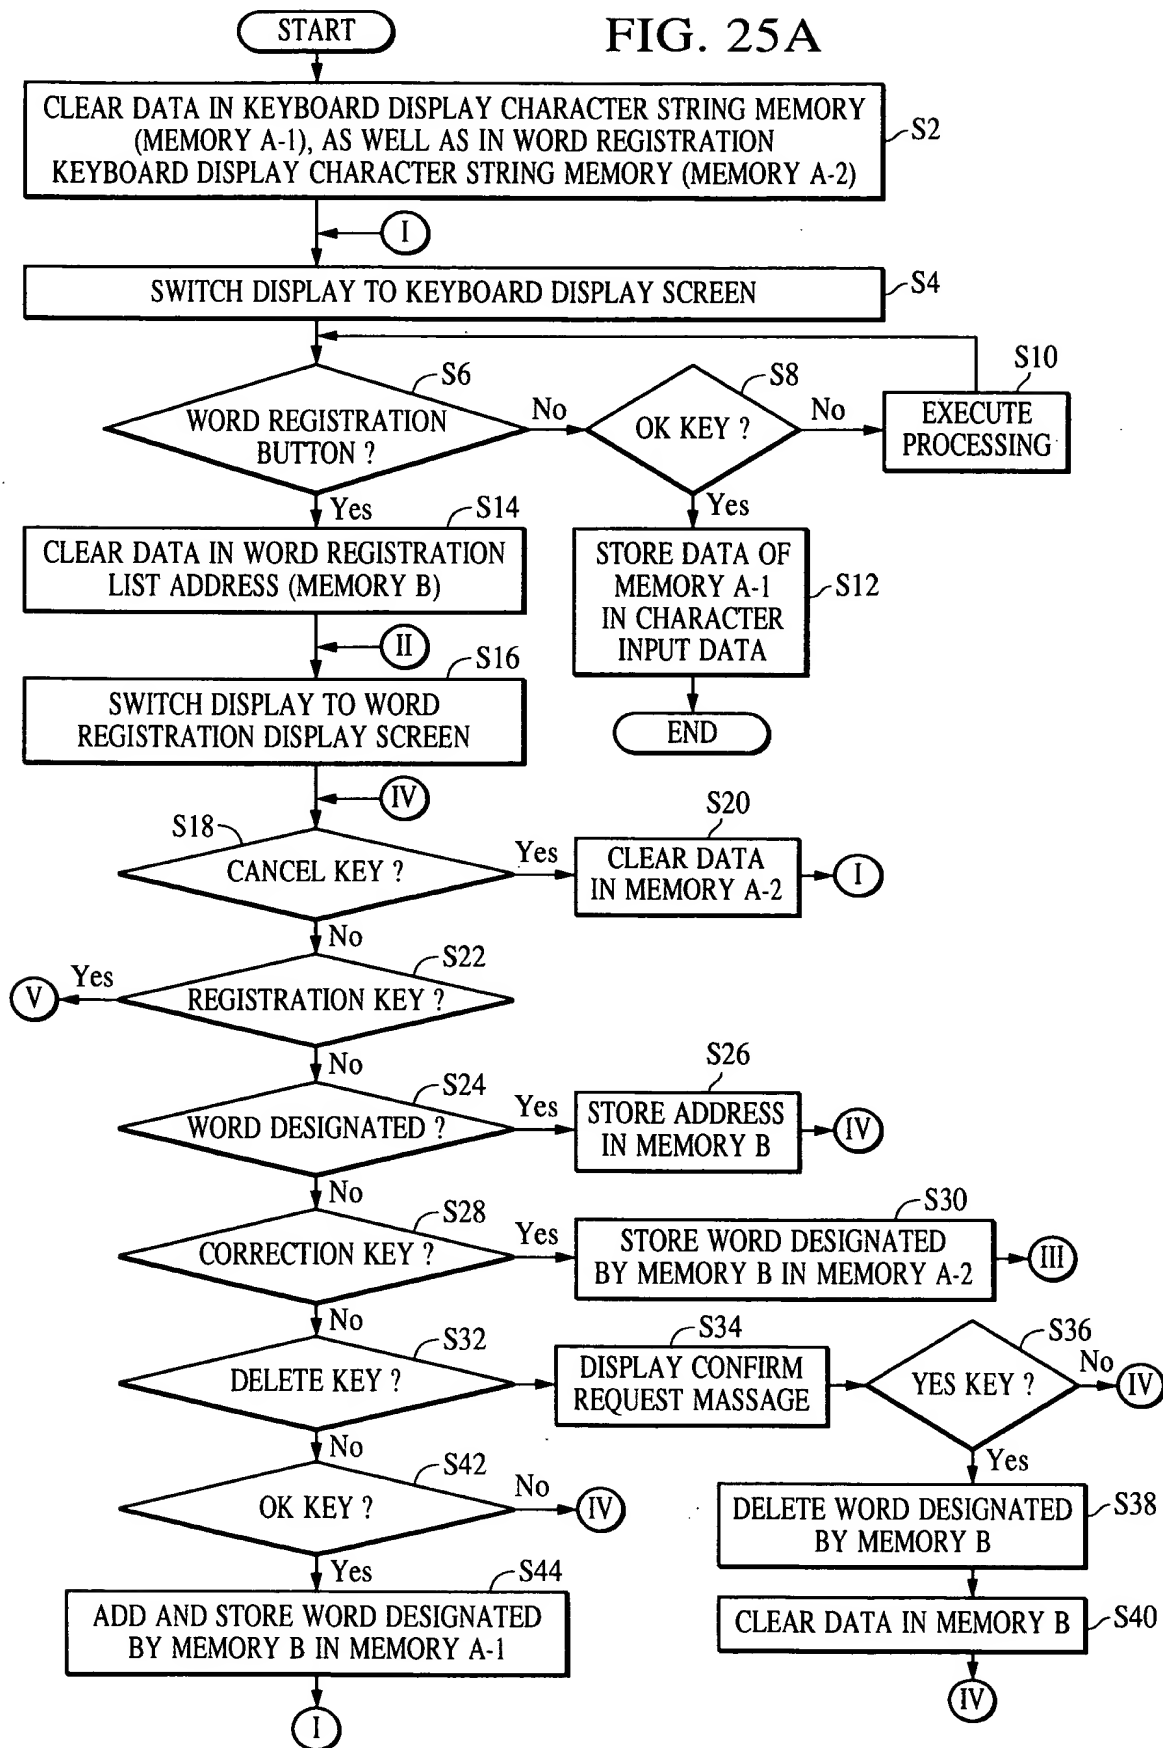 START
FIG. 25A
CLEAR DATA IN KEYBOARD DISPLAY CHARACTER STRING MEMORY
(MEMORY A-1), AS WELL AS IN WORD REGISTRATION
KEYBOARD DISPLAY CHARACTER STRING MEMORY (MEMORY A-2)
S2
I
SWITCH DISPLAY TO KEYBOARD DISPLAY SCREEN
S4
S6
WORD REGISTRATION
BUTTON ?
No
Yes
S8
OK KEY ?
No
Yes
S10
EXECUTE
PROCESSING
S14
CLEAR DATA IN WORD REGISTRATION
LIST ADDRESS (MEMORY B)
STORE DATA OF
MEMORY A-1
IN CHARACTER
INPUT DATA
S12
END
II
S16
SWITCH DISPLAY TO WORD
REGISTRATION DISPLAY SCREEN
IV
S18
CANCEL KEY ?
Yes
No
S20
CLEAR DATA
IN MEMORY A-2
I
S22
REGISTRATION KEY ?
Yes
V
No
S24
WORD DESIGNATED ?
Yes
No
S26
STORE ADDRESS
IN MEMORY B
IV
S28
CORRECTION KEY ?
Yes
No
S30
STORE WORD DESIGNATED
BY MEMORY B IN MEMORY A-2
III
S32
DELETE KEY ?
No
S34
DISPLAY CONFIRM
REQUEST MASSAGE
S36
YES KEY ?
No
IV
Yes
S38
DELETE WORD DESIGNATED
BY MEMORY B
CLEAR DATA IN MEMORY B
S40
IV
S42
OK KEY ?
No
IV
Yes
S44
ADD AND STORE WORD DESIGNATED
BY MEMORY B IN MEMORY A-1
I